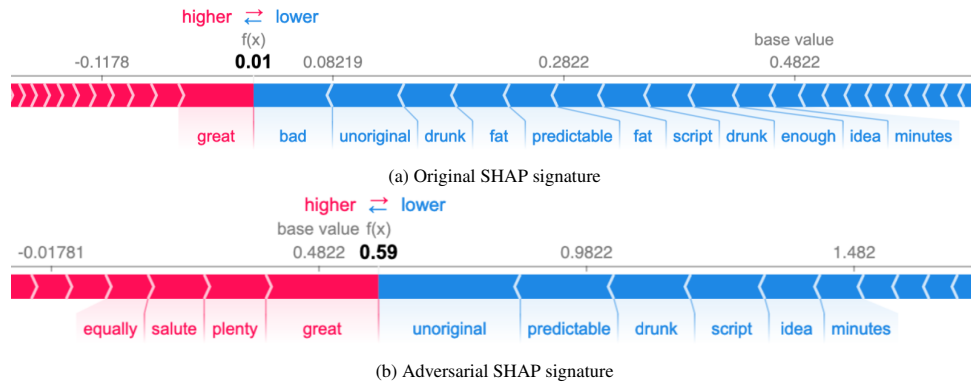 higher ⇄ lower
f(x) base value
-0.1178 0.01 0.08219 0.2822 0.4822
great bad unoriginal drunk fat predictable fat script drunk enough idea minutes
(a) Original SHAP signature
higher ⇄ lower
base value f(x)
-0.01781 0.4822 0.59 0.9822 1.482
equally salute plenty great unoriginal predictable drunk script idea minutes
(b) Adversarial SHAP signature